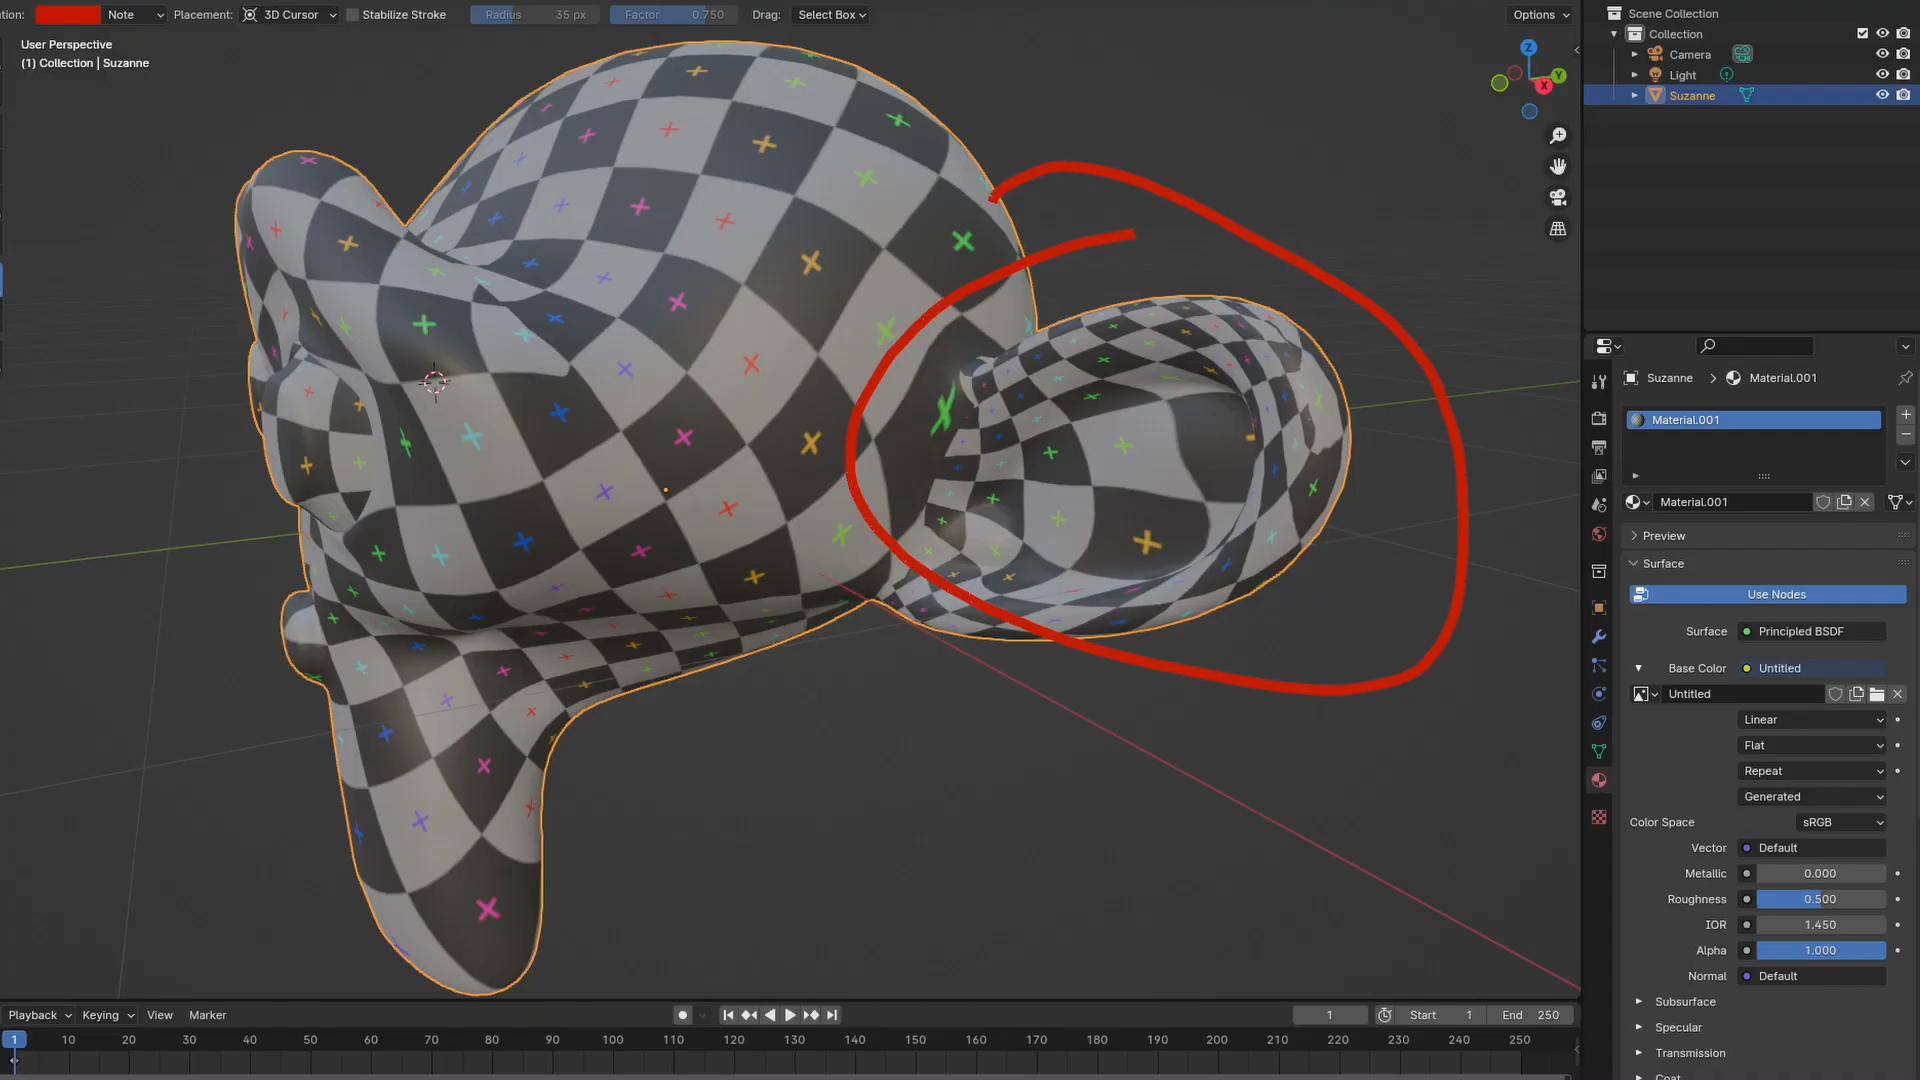 tion:
Note
Placement:
3D Cursor
Stabilize Stroke
Radius 35 px
Factor 0.750
Drag:
Select Box
Options
User Perspective
(1) Collection | Suzanne
Z
Y
X
Scene Collection
Collection
Camera
Light
Suzanne
Suzanne
Material.001
Material.001
Material.001
Preview
Surface
Use Nodes
Surface
Principled BSDF
Base Color
Untitled
Untitled
Linear
Flat
Repeat
Generated
Color Space
sRGB
Vector
Default
Metallic
0.000
Roughness
0.500
IOR
1.450
Alpha
1.000
Normal
Default
Subsurface
Specular
Transmission
Coat
Playback
Keying
View
Marker
1
Start 1
End 250
1 10 20 30 40 50 60 70 80 90 100 110 120 130 140 150 160 170 180 190 200 210 220 230 240 250